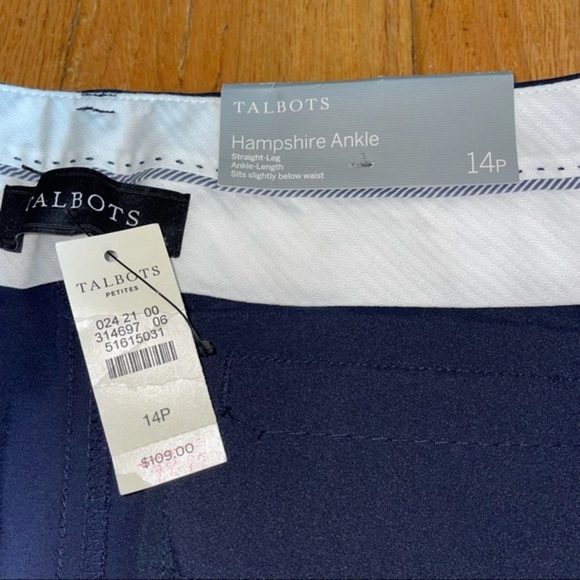 TALBOTS
Hampshire Ankle
Straight-Leg
Ankle-Length
Sits slightly below waist
14P
TALBOTS
TALBOTS
PETITES
024 21 00
314697 06
51615031
14P
$109.00